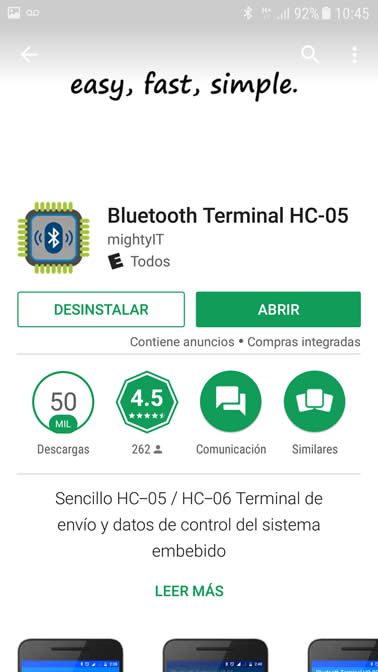 92% 10:45
easy, fast, simple.
Bluetooth Terminal HC-05
mightyIT
E Todos
DESINSTALAR ABRIR
Contiene anuncios • Compras integradas
50 4.5
MIL
Descargas 262 Comunicación Similares
Sencillo HC-05 / HC-06 Terminal de
envío y datos de control del sistema
embebido
LEER MÁS